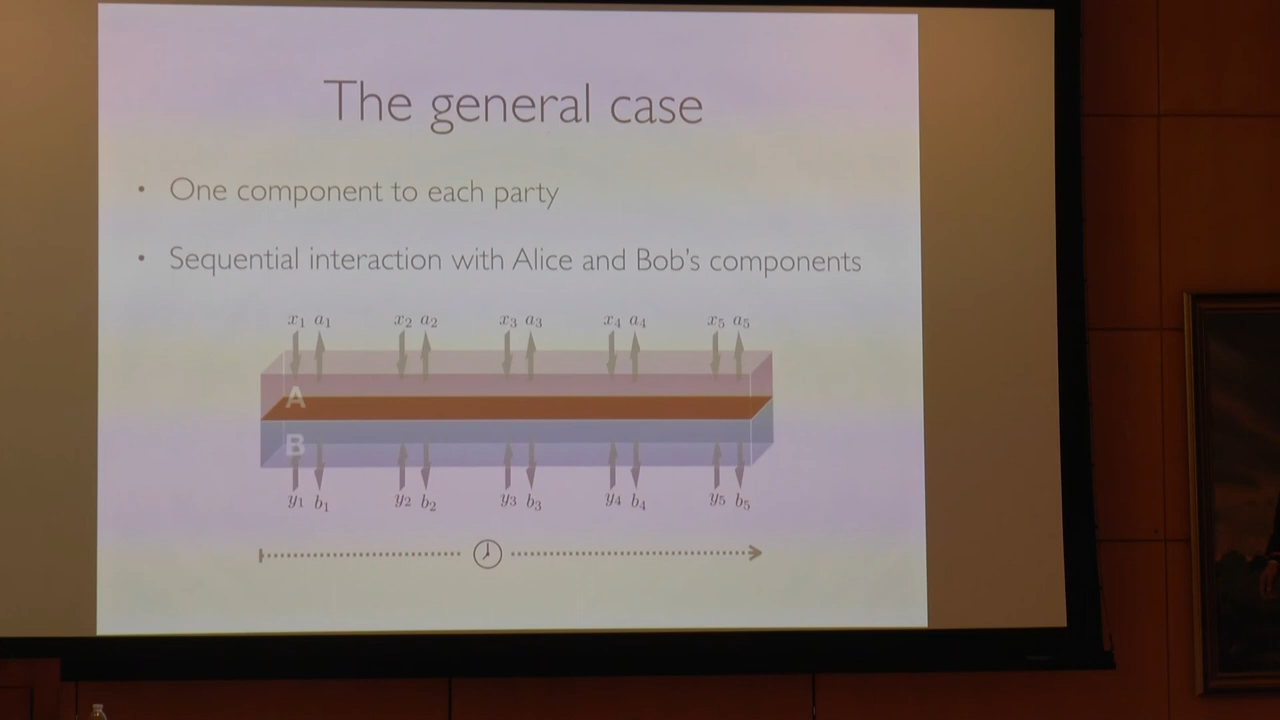 The general case
• One component to each party
• Sequential interaction with Alice and Bob's components
x₁ a₁ x₂ a₂ x₃ a₃ x₄ a₄ x₅ a₅
A
B
y₁ b₁ y₂ b₂ y₃ b₃ y₄ b₄ y₅ b₅